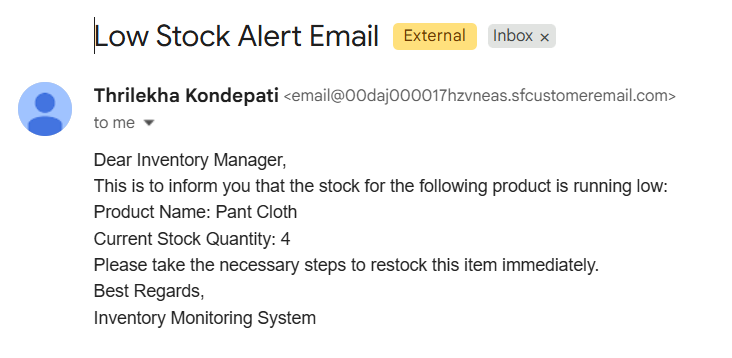 Low Stock Alert Email External Inbox ×
Thrilekha Kondepati <email@00daj000017hzvneas.sfcustomeremail.com>
to me
Dear Inventory Manager,
This is to inform you that the stock for the following product is running low:
Product Name: Pant Cloth
Current Stock Quantity: 4
Please take the necessary steps to restock this item immediately.
Best Regards,
Inventory Monitoring System